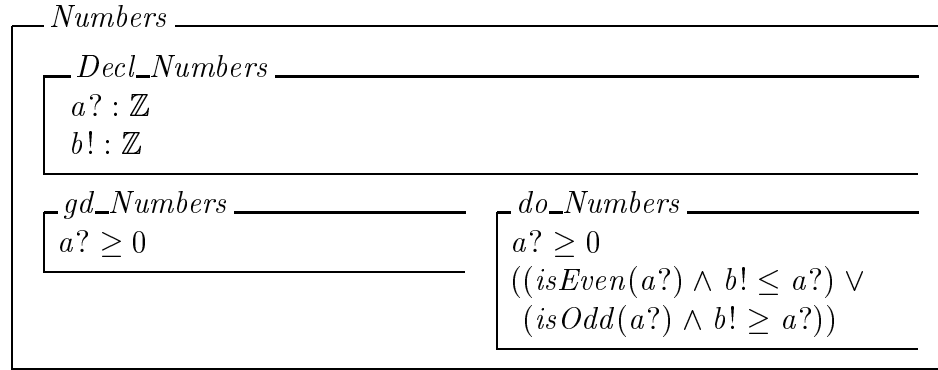 Numbers
Decl_Numbers
a? : ℤ
b! : ℤ
gd_Numbers
a? ≥ 0
do_Numbers
a? ≥ 0
((isEven(a?) ∧ b! ≤ a?) ∨
(isOdd(a?) ∧ b! ≥ a?))